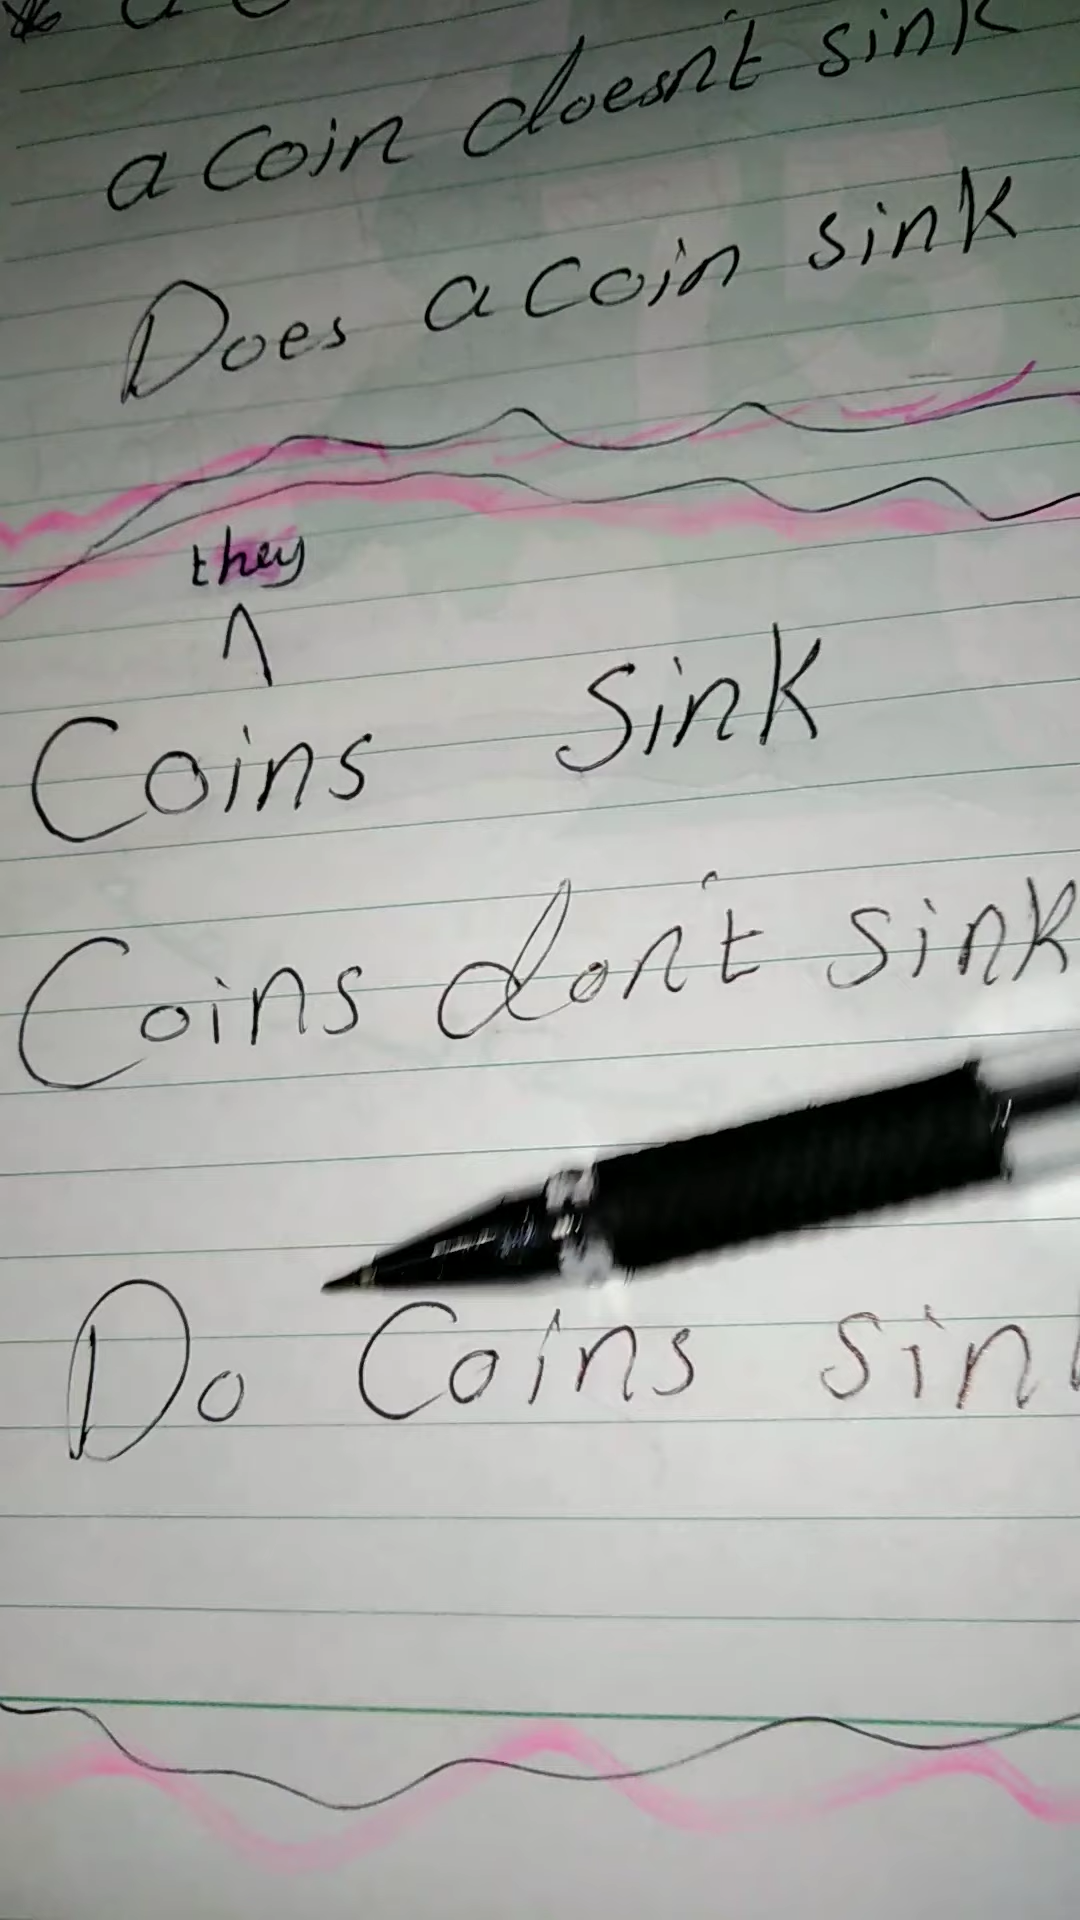 a coin doesn't sink
Does a coin sink
they
Coins sink
Coins don't sink
Do Coins sin